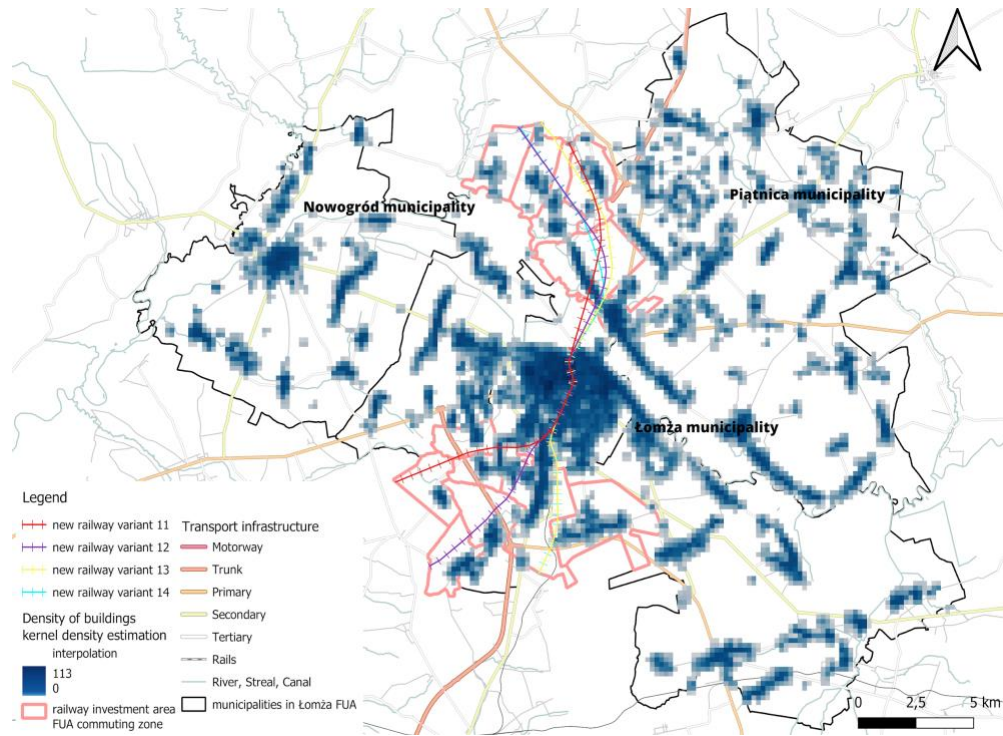 Nowogród municipality
Piątnica municipality
Łomża municipality
Legend
new railway variant 11
new railway variant 12
new railway variant 13
new railway variant 14
Density of buildings
kernel density estimation
interpolation
113
0
railway investment area
FUA commuting zone
Transport infrastructure
Motorway
Trunk
Primary
Secondary
Tertiary
Rails
River, Streal, Canal
municipalities in Łomża FUA
0 2,5 5 km